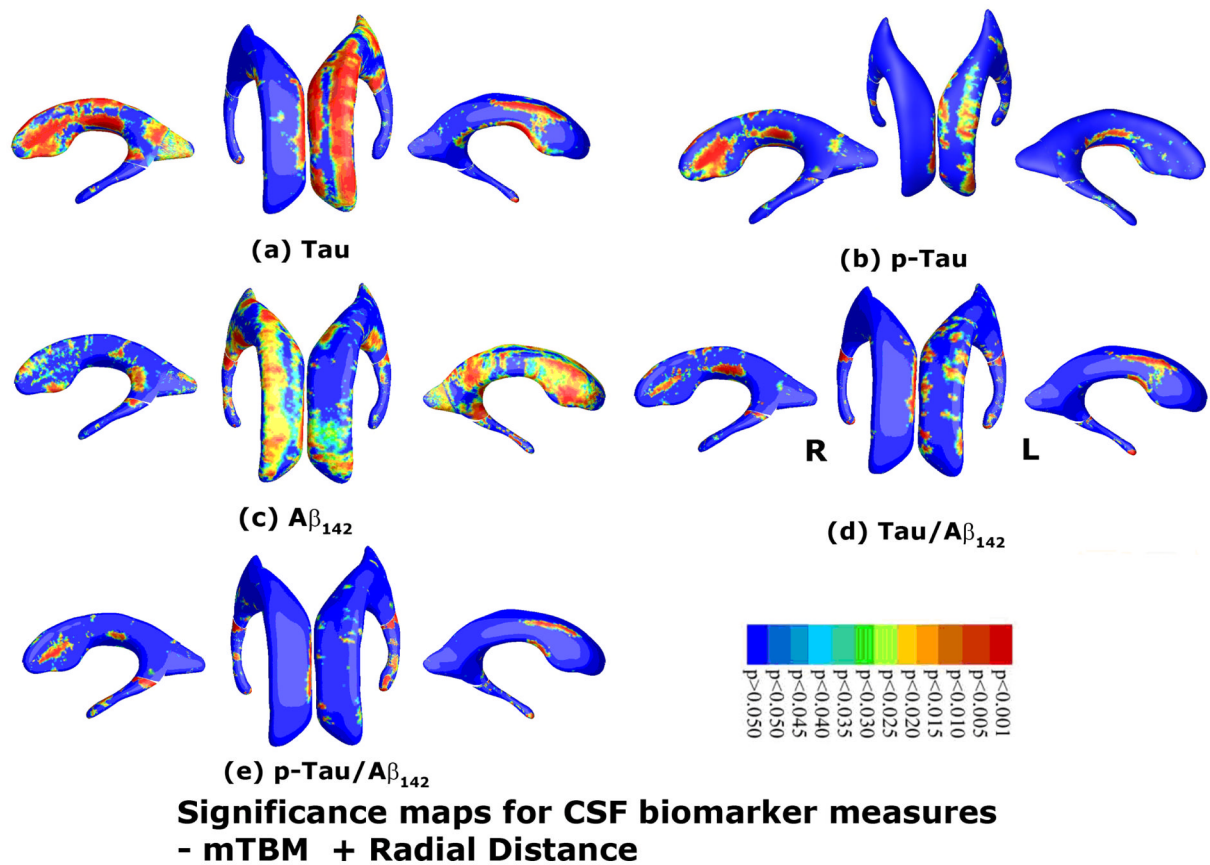 (a) Tau
(b) p-Tau
(c) Aβ₁₄₂
R
L
(d) Tau/Aβ₁₄₂
(e) p-Tau/Aβ₁₄₂
p>0.050
p<0.050
p<0.045
p<0.040
p<0.035
p<0.030
p<0.025
p<0.020
p<0.015
p<0.010
p<0.005
p<0.001
Significance maps for CSF biomarker measures
- mTBM + Radial Distance